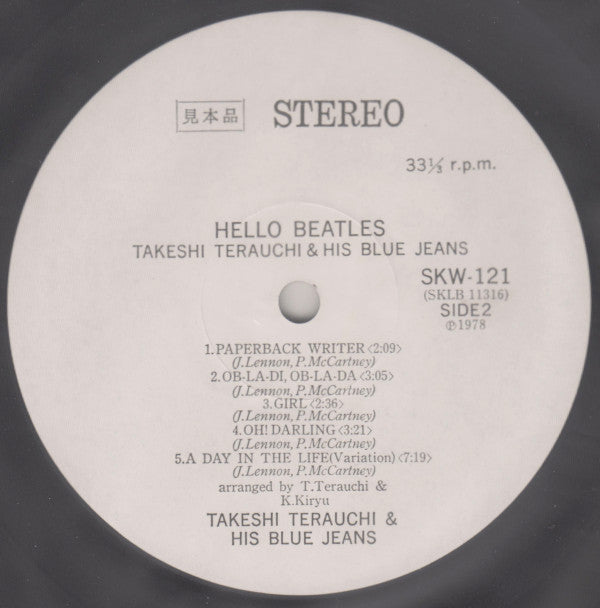 見本品 STEREO
33⅓ r.p.m.
HELLO BEATLES
TAKESHI TERAUCHI & HIS BLUE JEANS
SKW-121
(SKLB 11316)
SIDE2
℗1978
1.PAPERBACK WRITER〈2:09〉
(J.Lennon, P.McCartney)
2.OB-LA-DI, OB-LA-DA〈3:05〉
(J.Lennon, P.McCartney)
3.GIRL〈2:36〉
(J.Lennon, P.McCartney)
4.OH! DARLING〈3:21〉
(J.Lennon, P.McCartney)
5.A DAY IN THE LIFE(Variation)〈7:19〉
(J.Lennon, P.McCartney)
arranged by T.Terauchi &
K.Kiryu
TAKESHI TERAUCHI &
HIS BLUE JEANS